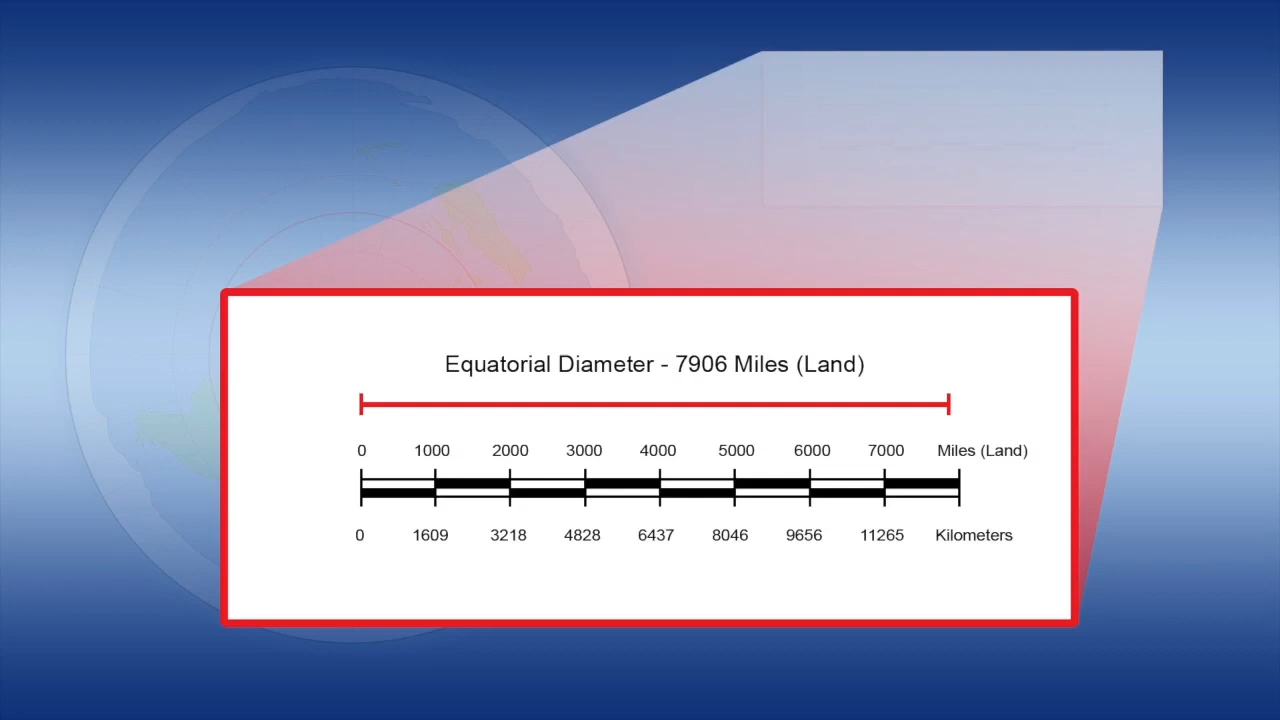 Equatorial Diameter - 7906 Miles (Land)
0 1000 2000 3000 4000 5000 6000 7000 Miles (Land)
0 1609 3218 4828 6437 8046 9656 11265 Kilometers